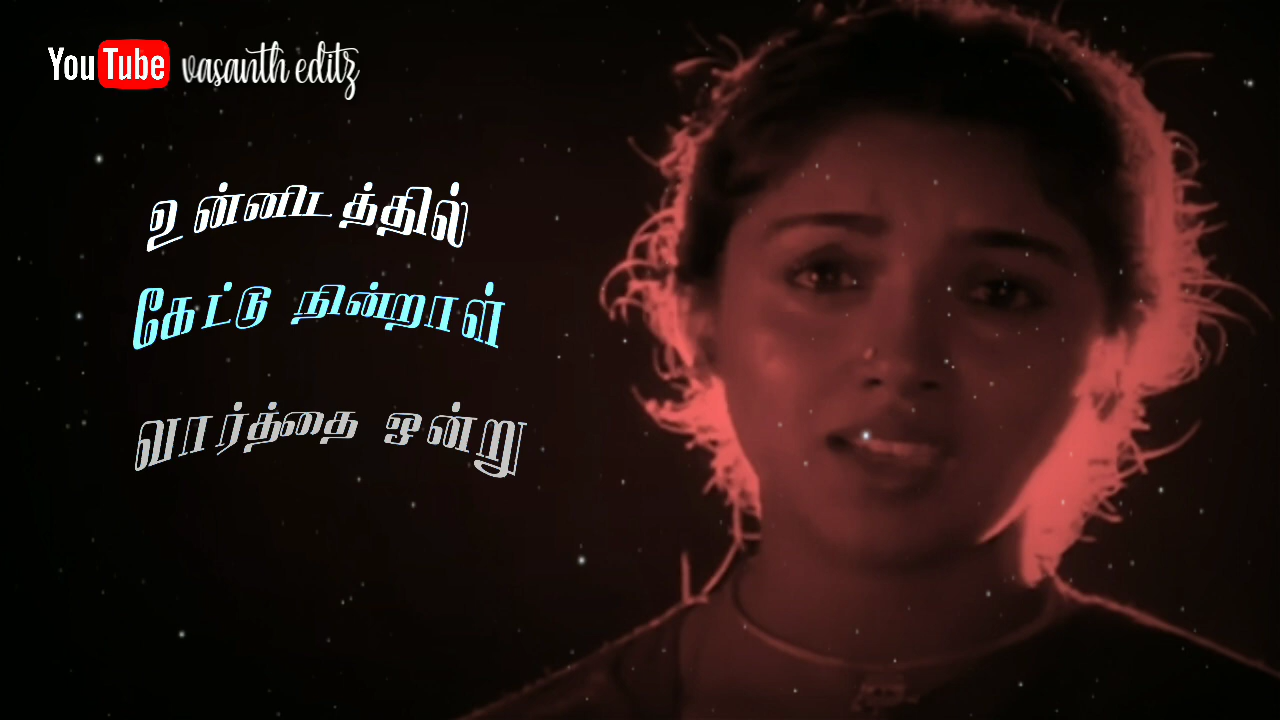 YouTube vasanth editz
உன்னிடத்தில்
கேட்டு நின்றாள்
வார்த்தை ஒன்று